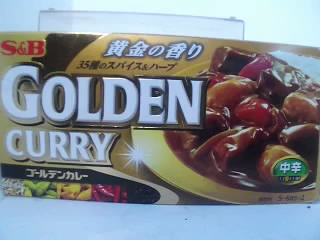 S&B
黄金の香り
35種のスパイス&ハーブ
GOLDEN
CURRY
ゴールデンカレー
中辛